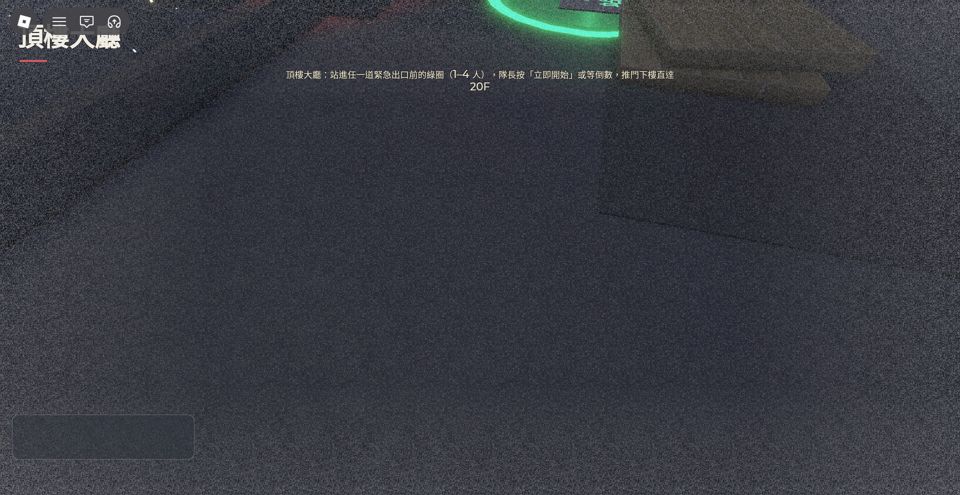 頂樓大廳
頂樓大廳：站進任一道緊急出口前的綠圈（1–4 人），隊長按「立即開始」或等倒數，推門下樓直達
20F